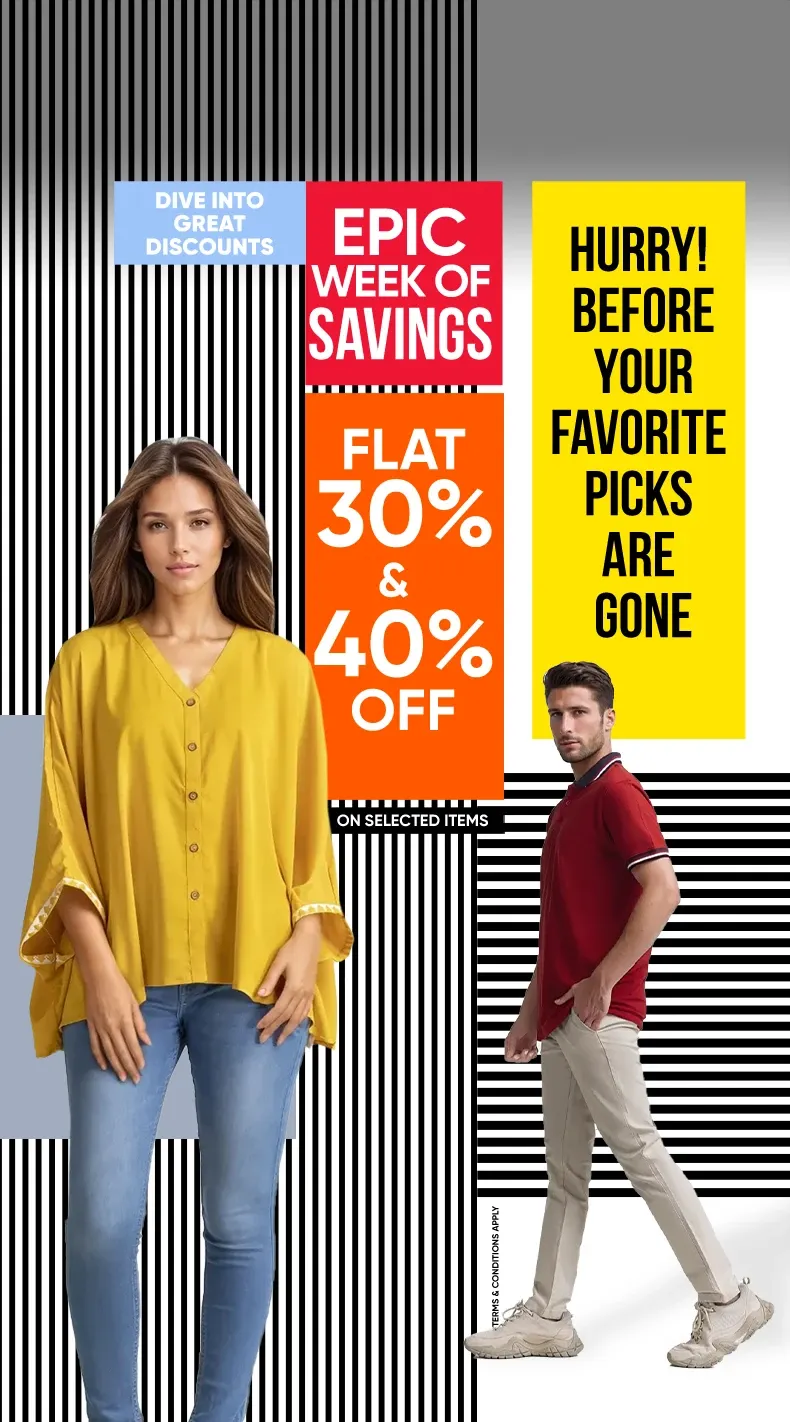 DIVE INTO
GREAT
DISCOUNTS
EPIC
WEEK OF
SAVINGS
FLAT
30%
&
40%
OFF
ON SELECTED ITEMS
HURRY!
BEFORE
YOUR
FAVORITE
PICKS
ARE
GONE
TERMS & CONDITIONS APPLY